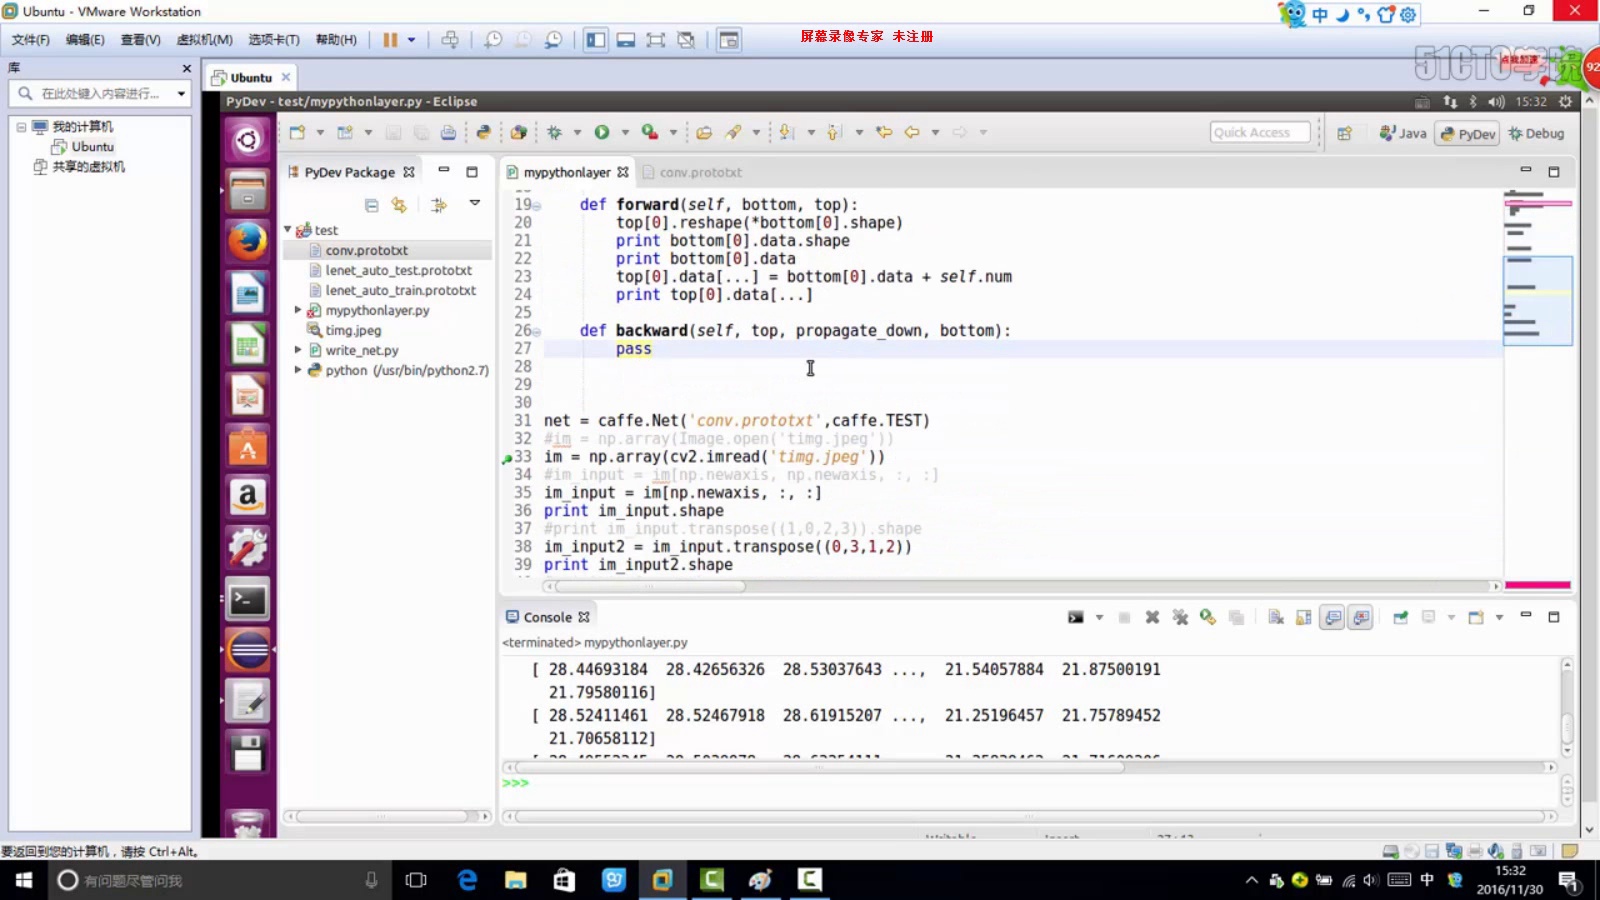 Ubuntu - VMware Workstation
中
文件(F) 编辑(E) 查看(V) 虚拟机(M) 选项卡(T) 帮助(H)
屏幕录像专家 未注册
51CTO学院
92
库
Ubuntu
在此处键入内容进行...
我的计算机
Ubuntu
共享的虚拟机
PyDev - test/mypythonlayer.py - Eclipse
15:32
Quick Access
Java
PyDev
Debug
PyDev Package
mypythonlayer
conv.prototxt
test
conv.prototxt
lenet_auto_test.prototxt
lenet_auto_train.prototxt
mypythonlayer.py
timg.jpeg
write_net.py
python (/usr/bin/python2.7)
19 def forward(self, bottom, top):
20 top[0].reshape(*bottom[0].shape)
21 print bottom[0].data.shape
22 print bottom[0].data
23 top[0].data[...] = bottom[0].data + self.num
24 print top[0].data[...]
25
26 def backward(self, top, propagate_down, bottom):
27 pass
28
29
30
31 net = caffe.Net('conv.prototxt',caffe.TEST)
32 #im = np.array(Image.open('timg.jpeg'))
33 im = np.array(cv2.imread('timg.jpeg'))
34 #im_input = im[np.newaxis, np.newaxis, :, :]
35 im_input = im[np.newaxis, :, :]
36 print im_input.shape
37 #print im_input.transpose((1,0,2,3)).shape
38 im_input2 = im_input.transpose((0,3,1,2))
39 print im_input2.shape
Console
<terminated> mypythonlayer.py
[ 28.44693184 28.42656326 28.53037643 ..., 21.54057884 21.87500191
21.79580116]
[ 28.52411461 28.52467918 28.61915207 ..., 21.25196457 21.75789452
21.70658112]
>>>
要返回到您的计算机，请按 Ctrl+Alt。
有问题尽管问我
中
15:32
2016/11/30
1